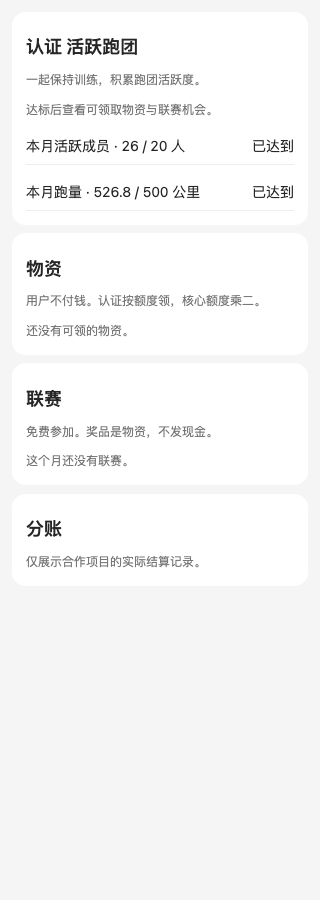 认证 活跃跑团
一起保持训练，积累跑团活跃度。
达标后查看可领取物资与联赛机会。
本月活跃成员 · 26 / 20 人 已达到
本月跑量 · 526.8 / 500 公里 已达到
物资
用户不付钱。认证按额度领，核心额度乘二。
还没有可领的物资。
联赛
免费参加。奖品是物资，不发现金。
这个月还没有联赛。
分账
仅展示合作项目的实际结算记录。